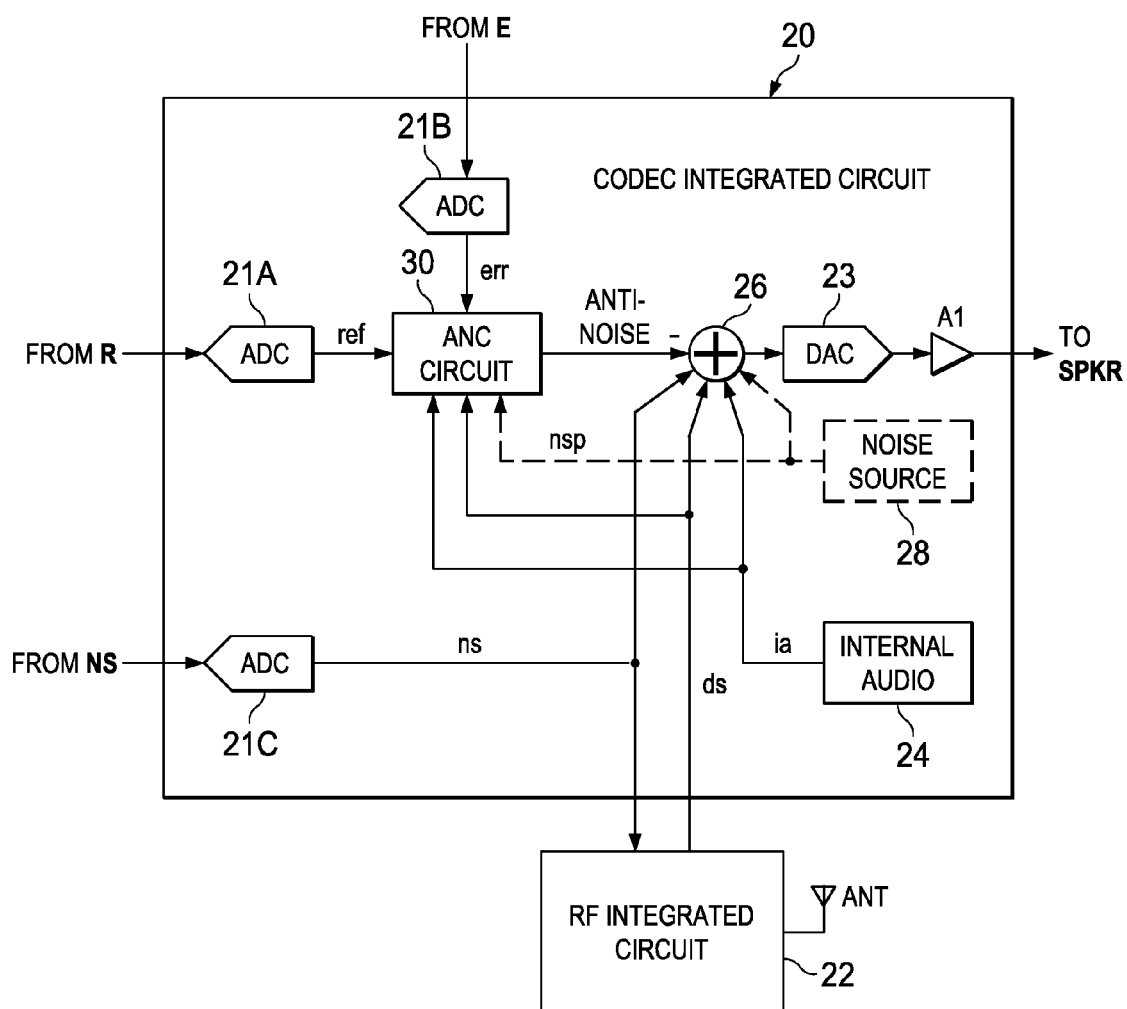 FROM E
20
21B
ADC
CODEC INTEGRATED CIRCUIT
err
21A
30
ANTI-
NOISE
–
26
23
A1
FROM R
ADC
ref
ANC
CIRCUIT
DAC
TO
SPKR
nsp
NOISE
SOURCE
28
FROM NS
ADC
ns
ia
INTERNAL
AUDIO
21C
ds
24
RF INTEGRATED
CIRCUIT
ANT
22